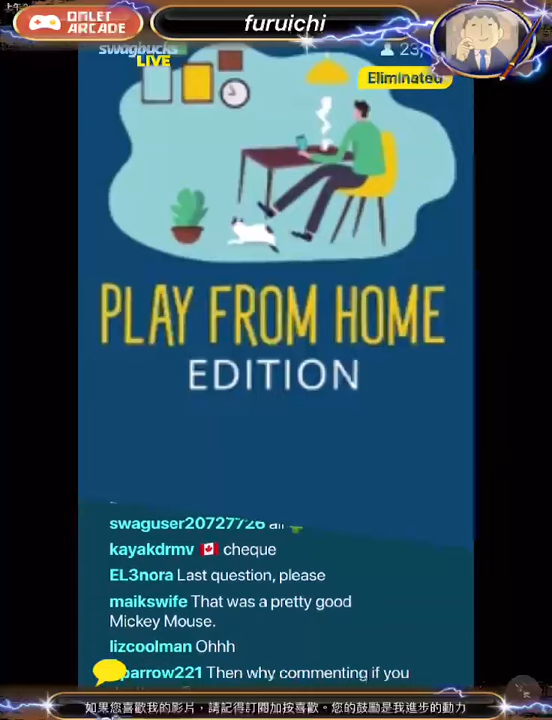 OMLET
ARCADE
furuichi
swagbucks
LIVE
23,
Eliminated
PLAY FROM HOME
EDITION
swaguser20727726
kayakdrmv cheque
EL3nora Last question, please
maikswife That was a pretty good
Mickey Mouse.
lizcoolman Ohhh
parrow221 Then why commenting if you
如果您喜歡我的影片，請記得訂閱加按喜歡。您的鼓勵是我進步的動力